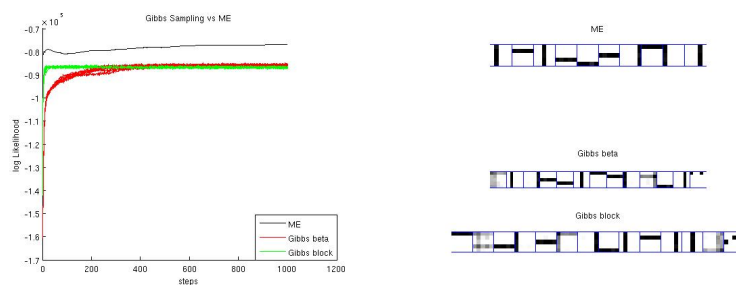 Gibbs Sampling vs ME
× 10⁵
-0.7
-0.8
-0.9
-1
-1.1
-1.2
-1.3
-1.4
-1.5
-1.6
-1.7
log Likelihood
0
200
400
600
800
1000
1200
steps
ME
Gibbs beta
Gibbs block
ME
Gibbs beta
Gibbs block